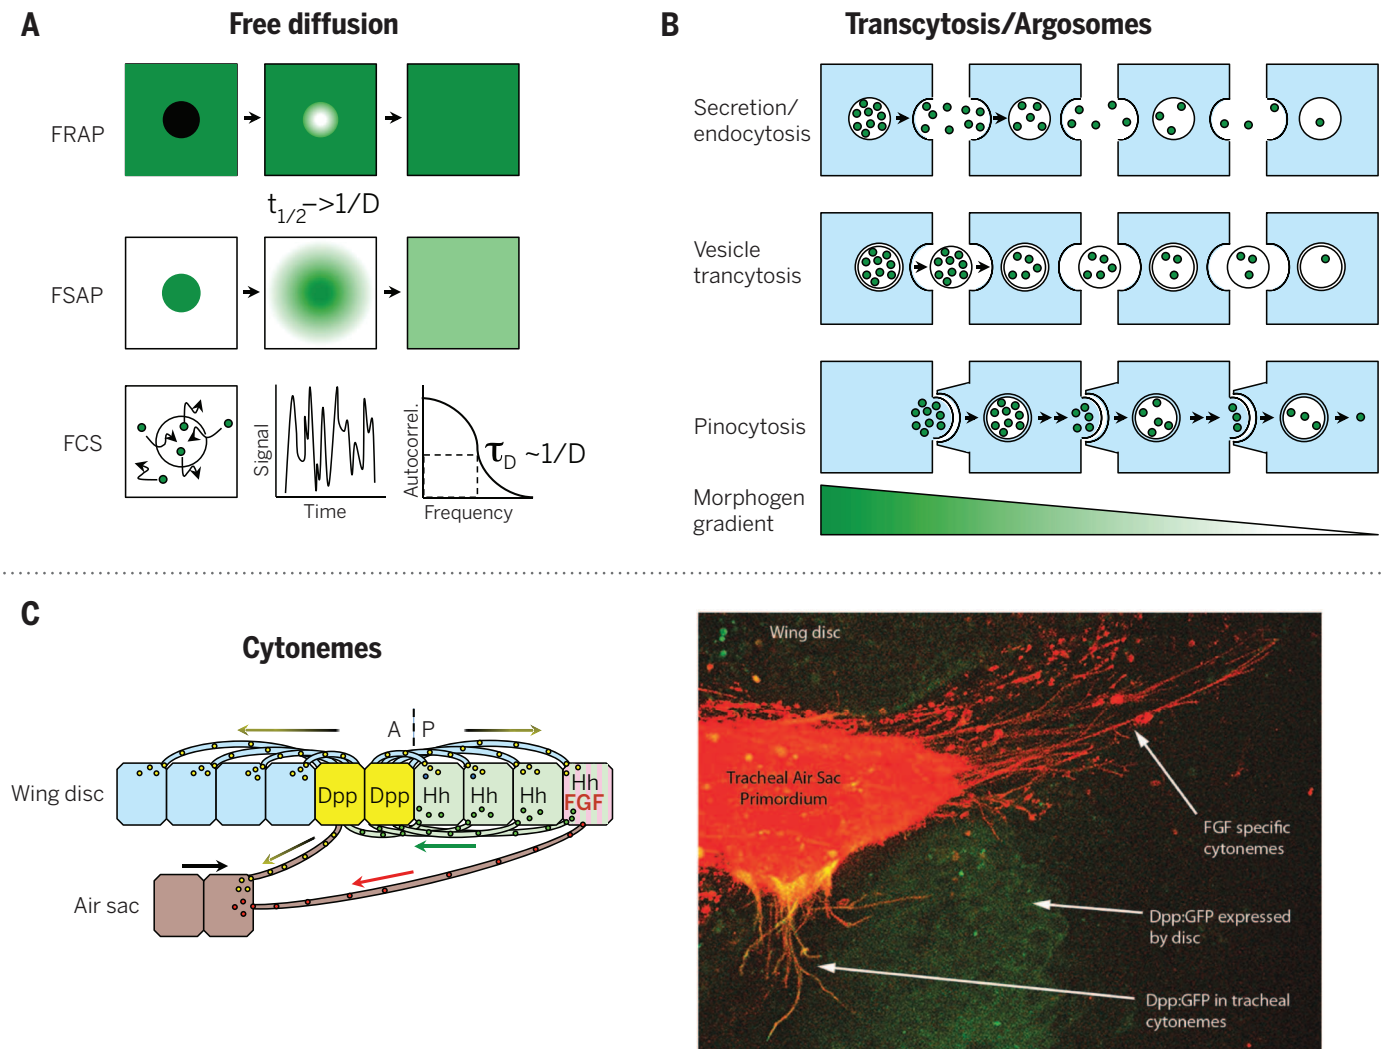 A
Free diffusion
FRAP
t1/2–>1/D
FSAP
FCS
Signal
Time
Autocorrel.
Frequency
τD ~1/D
B
Transcytosis/Argosomes
Secretion/
endocytosis
Vesicle
trancytosis
Pinocytosis
Morphogen
gradient
C
Cytonemes
A P
Wing disc
Dpp
Dpp
Hh
Hh
Hh
Hh
FGF
Air sac
Wing disc
Tracheal Air Sac
Primordium
FGF specific
cytonemes
Dpp:GFP expressed
by disc
Dpp:GFP in tracheal
cytonemes